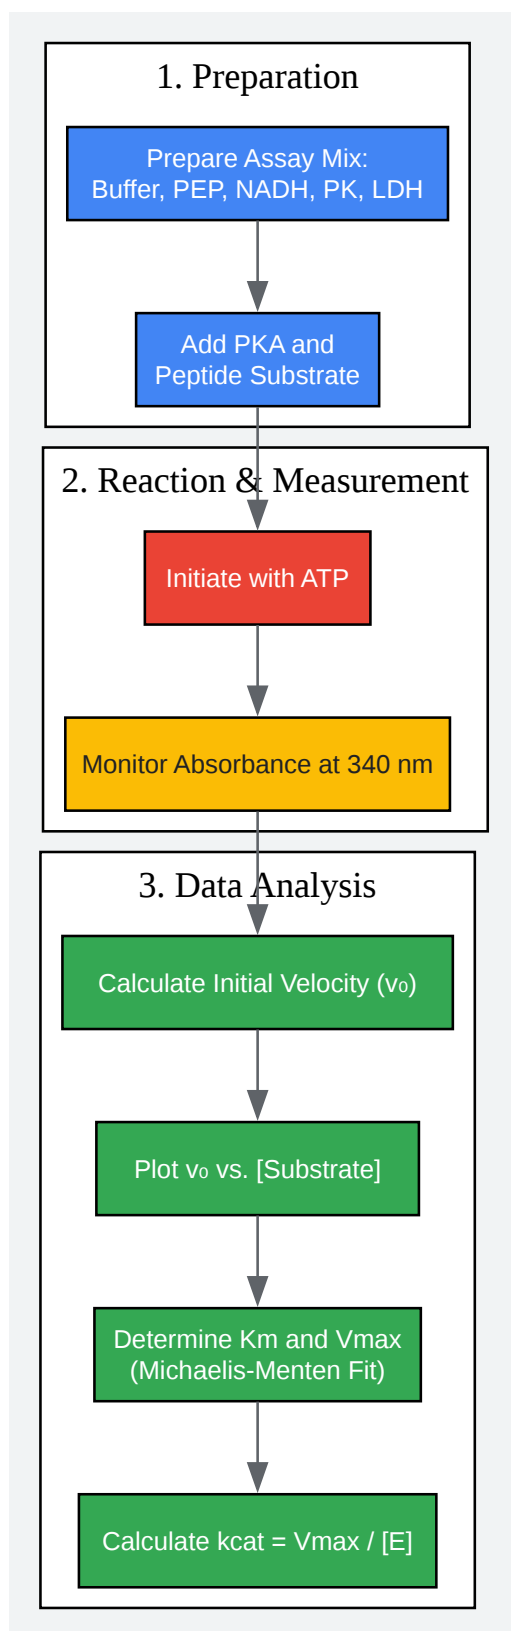 1. Preparation
Prepare Assay Mix:
Buffer, PEP, NADH, PK, LDH
Add PKA and
Peptide Substrate
2. Reaction & Measurement
Initiate with ATP
Monitor Absorbance at 340 nm
3. Data Analysis
Calculate Initial Velocity (v₀)
Plot v₀ vs. [Substrate]
Determine Km and Vmax
(Michaelis-Menten Fit)
Calculate kcat = Vmax / [E]